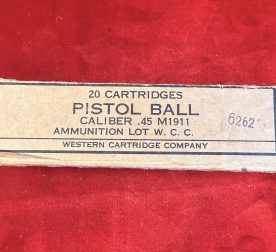 20 CARTRIDGES
PISTOL BALL
CALIBER .45 M1911
AMMUNITION LOT W. C. C. 6262
WESTERN CARTRIDGE COMPANY